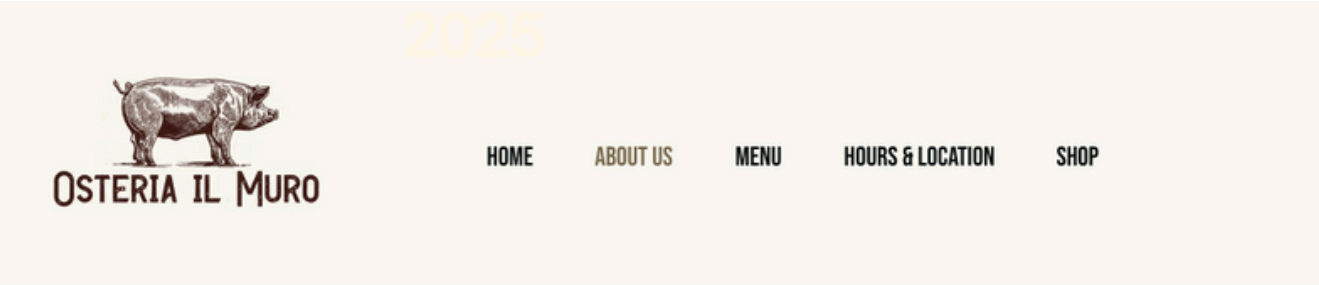 2025
HOME ABOUT US MENU HOURS & LOCATION SHOP
OSTERIA IL MURO